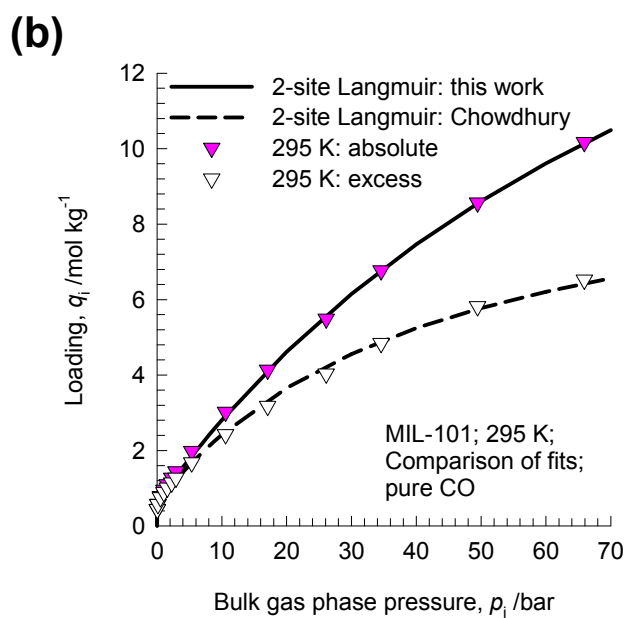 (b)
12
10
8
6
4
2
0
2-site Langmuir: this work
2-site Langmuir: Chowdhury
295 K: absolute
295 K: excess
Loading, qᵢ /mol kg⁻¹
MIL-101; 295 K;
Comparison of fits;
pure CO
0 10 20 30 40 50 60 70
Bulk gas phase pressure, pᵢ /bar